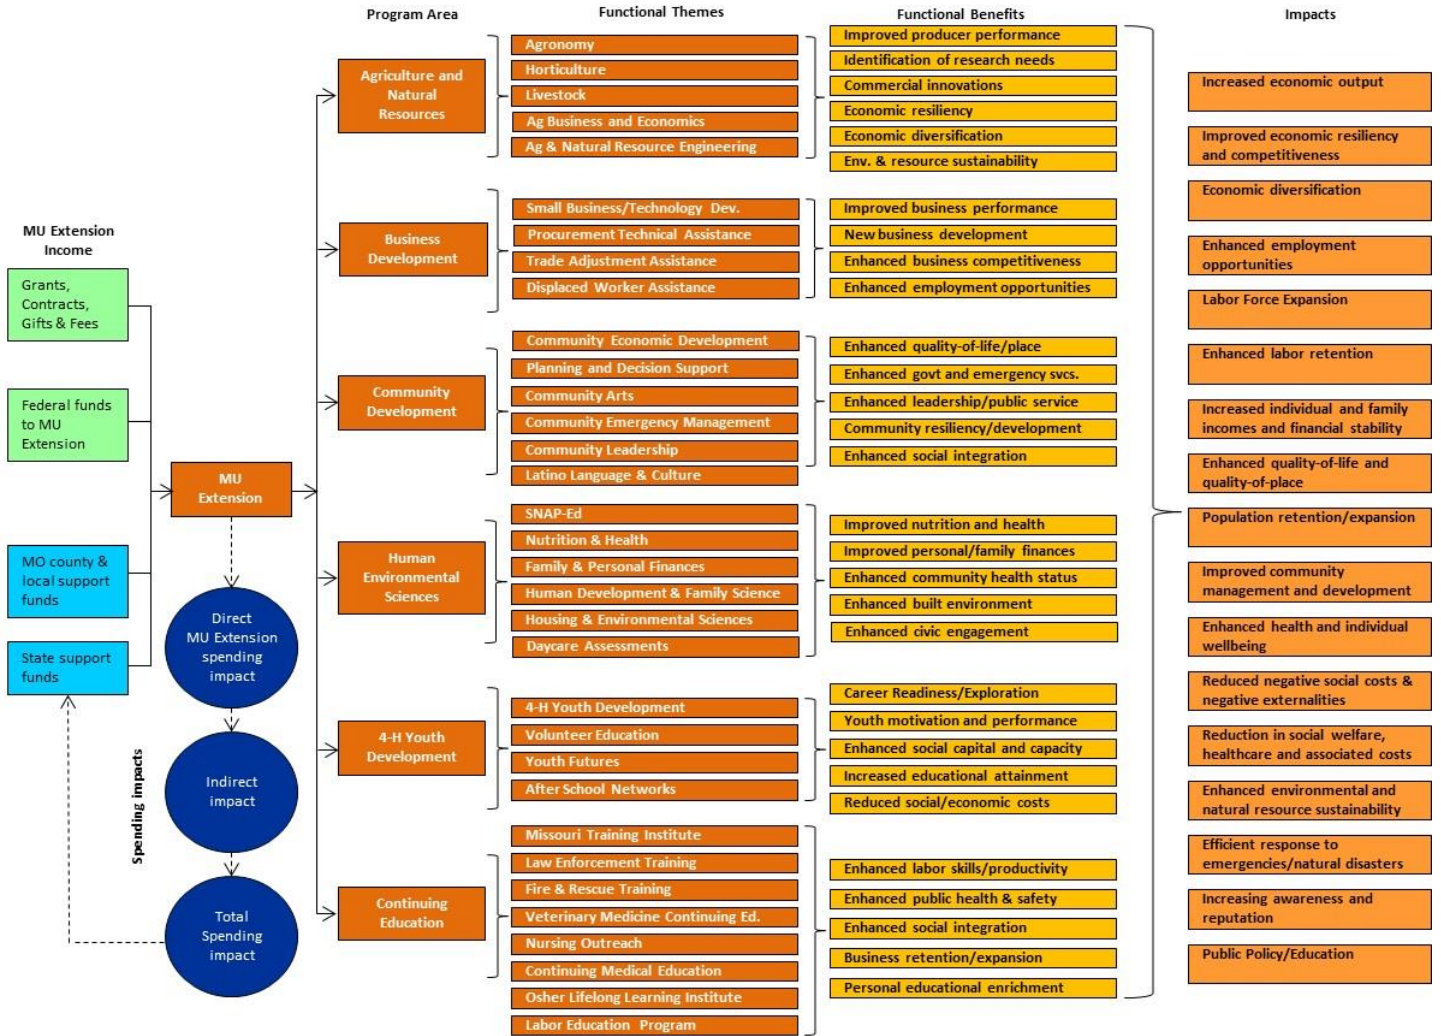 Program Area
Functional Themes
Functional Benefits
Impacts
MU Extension
Income
Grants,
Contracts,
Gifts & Fees
Federal funds
to MU
Extension
MO county &
local support
funds
State support
funds
MU
Extension
Direct
MU Extension
spending
impact
Indirect
impact
Total
Spending
impact
Spending impacts
Agriculture and
Natural
Resources
Agronomy
Horticulture
Livestock
Ag Business and Economics
Ag & Natural Resource Engineering
Improved producer performance
Identification of research needs
Commercial innovations
Economic resiliency
Economic diversification
Env. & resource sustainability
Business
Development
Small Business/Technology Dev.
Procurement Technical Assistance
Trade Adjustment Assistance
Displaced Worker Assistance
Improved business performance
New business development
Enhanced business competitiveness
Enhanced employment opportunities
Community
Development
Community Economic Development
Planning and Decision Support
Community Arts
Community Emergency Management
Community Leadership
Latino Language & Culture
Enhanced quality-of-life/place
Enhanced govt and emergency svcs.
Enhanced leadership/public service
Community resiliency/development
Enhanced social integration
Human
Environmental
Sciences
SNAP-Ed
Nutrition & Health
Family & Personal Finances
Human Development & Family Science
Housing & Environmental Sciences
Daycare Assessments
Improved nutrition and health
Improved personal/family finances
Enhanced community health status
Enhanced built environment
Enhanced civic engagement
4-H Youth
Development
4-H Youth Development
Volunteer Education
Youth Futures
After School Networks
Career Readiness/Exploration
Youth motivation and performance
Enhanced social capital and capacity
Increased educational attainment
Reduced social/economic costs
Continuing
Education
Missouri Training Institute
Law Enforcement Training
Fire & Rescue Training
Veterinary Medicine Continuing Ed.
Nursing Outreach
Continuing Medical Education
Osher Lifelong Learning Institute
Labor Education Program
Enhanced labor skills/productivity
Enhanced public health & safety
Enhanced social integration
Business retention/expansion
Personal educational enrichment
Increased economic output
Improved economic resiliency
and competitiveness
Economic diversification
Enhanced employment
opportunities
Labor Force Expansion
Enhanced labor retention
Increased individual and family
incomes and financial stability
Enhanced quality-of-life and
quality-of-place
Population retention/expansion
Improved community
management and development
Enhanced health and individual
wellbeing
Reduced negative social costs &
negative externalities
Reduction in social welfare,
healthcare and associated costs
Enhanced environmental and
natural resource sustainability
Efficient response to
emergencies/natural disasters
Increasing awareness and
reputation
Public Policy/Education